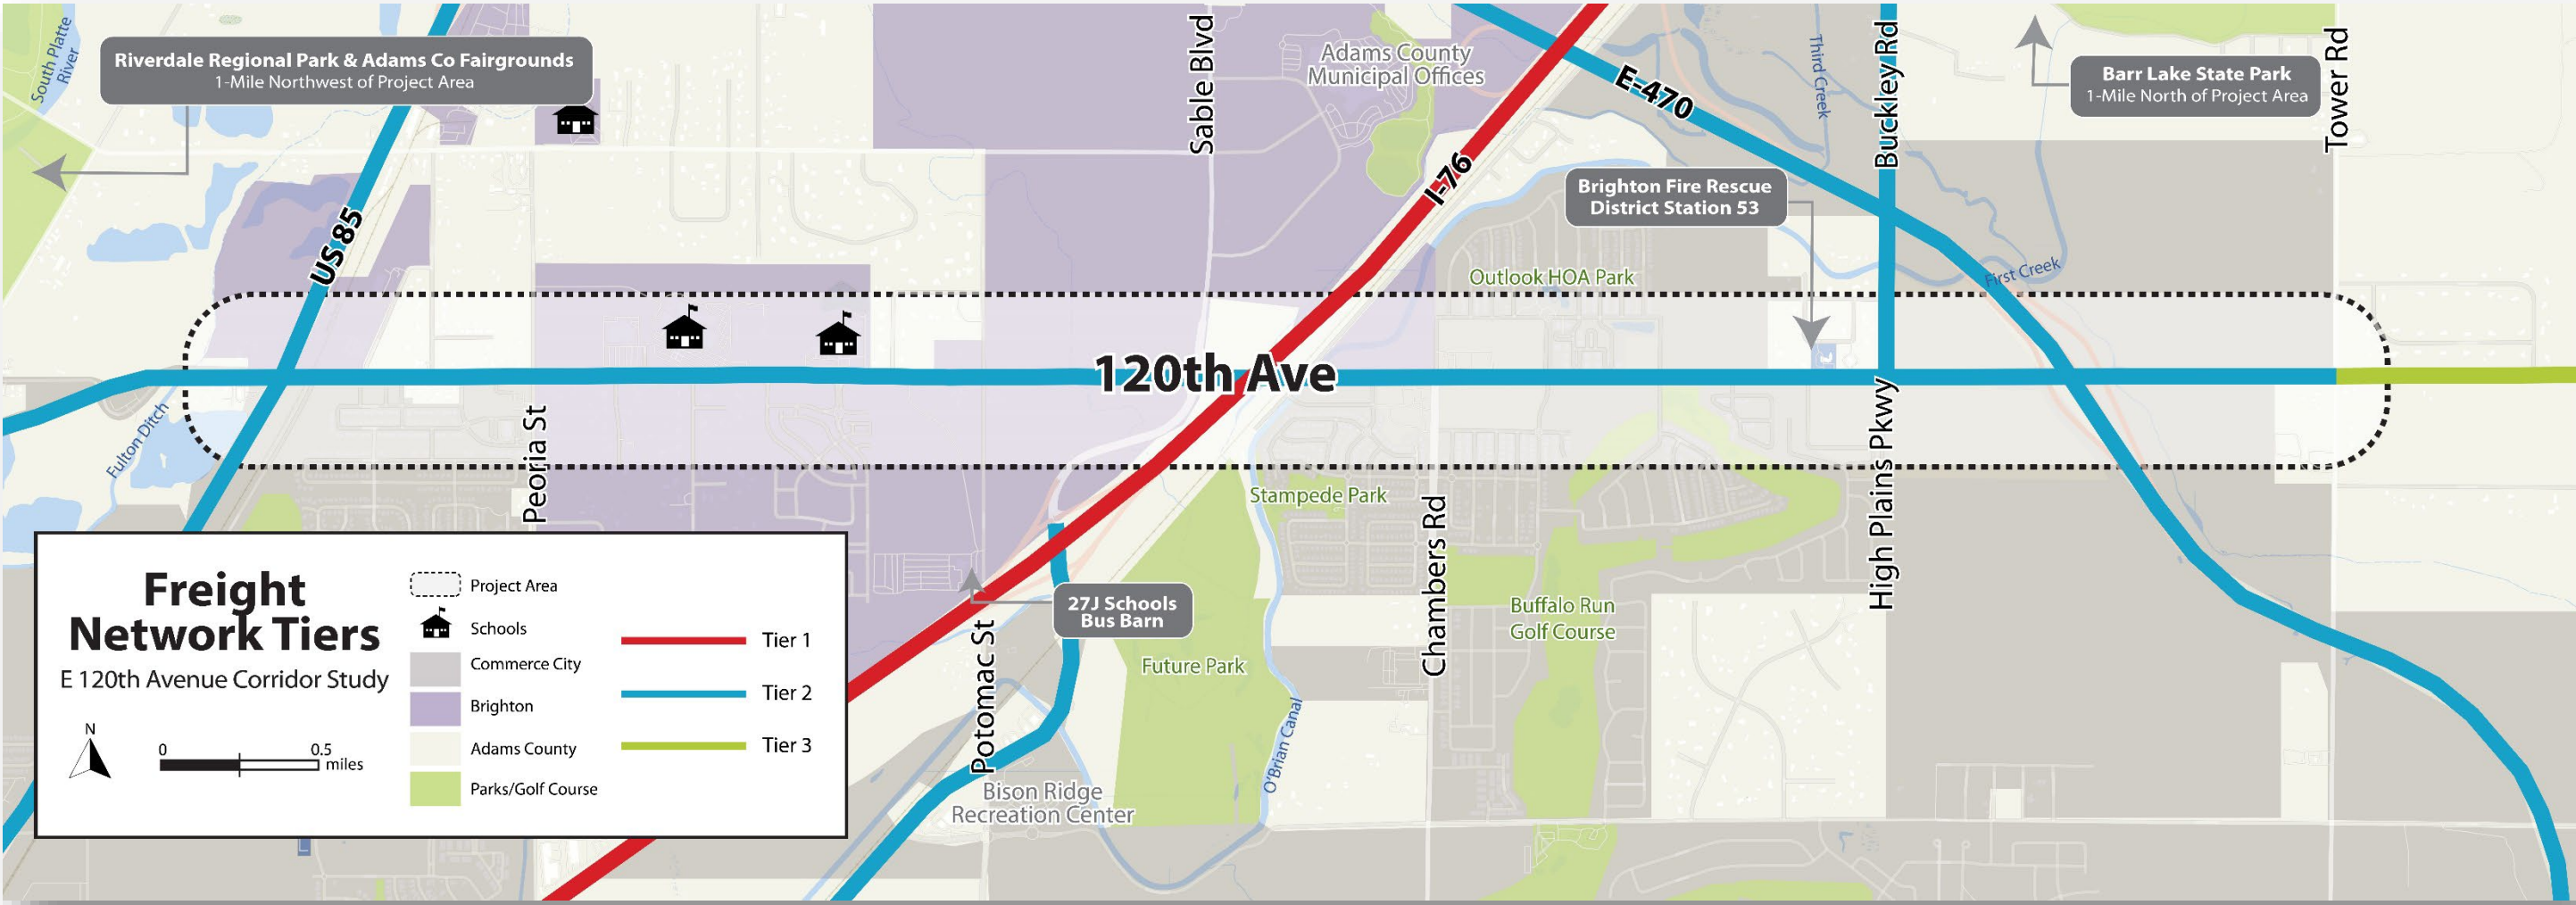 South Platte
River
Riverdale Regional Park & Adams Co Fairgrounds
1-Mile Northwest of Project Area
Sable Blvd
Adams County
Municipal Offices
E-470
Third Creek
Buckley Rd
Barr Lake State Park
1-Mile North of Project Area
Tower Rd
I-76
Brighton Fire Rescue
District Station 53
US 85
Outlook HOA Park
First Creek
120th Ave
Fulton Ditch
Peoria St
High Plains Pkwy
Stampede Park
Chambers Rd
27J Schools
Bus Barn
Buffalo Run
Golf Course
Potomac St
Future Park
O'Brian Canal
Bison Ridge
Recreation Center
Freight
Network Tiers
E 120th Avenue Corridor Study
N
0 0.5
miles
Project Area
Schools
Commerce City
Brighton
Adams County
Parks/Golf Course
Tier 1
Tier 2
Tier 3